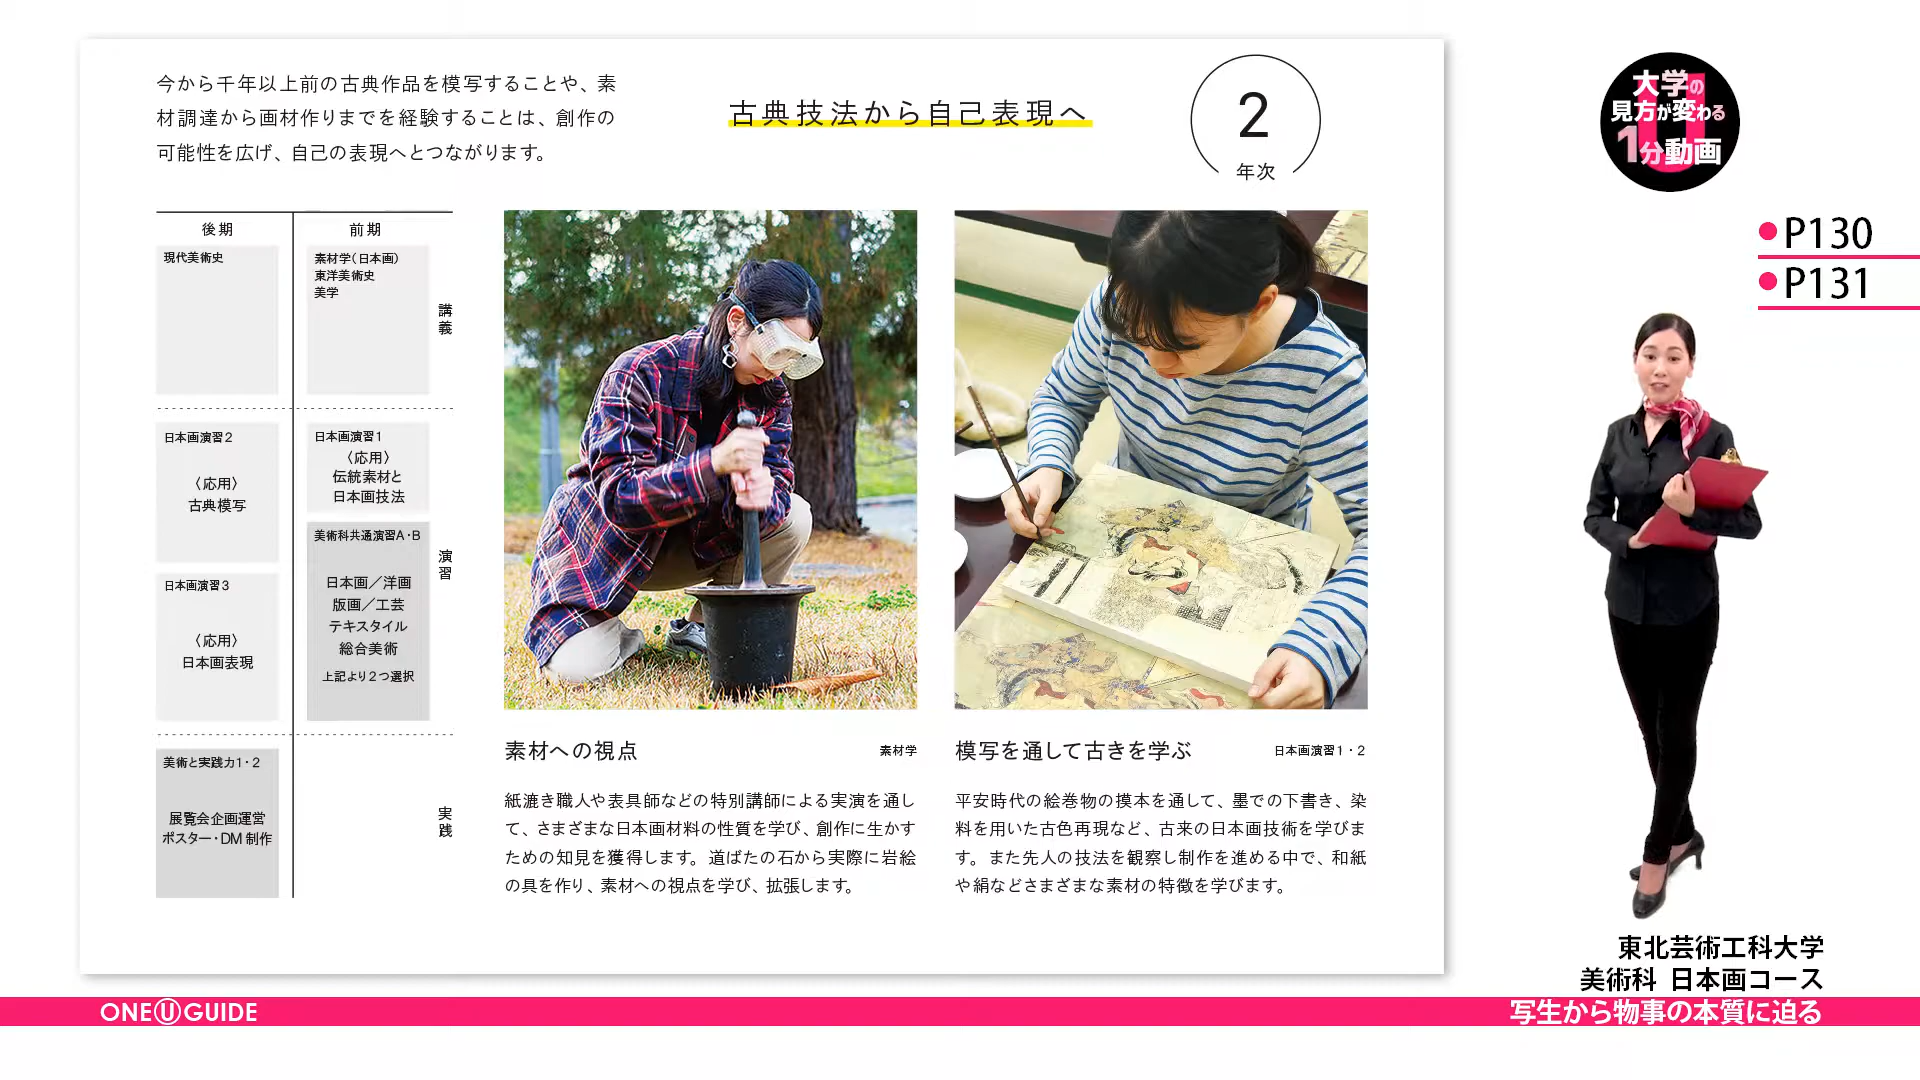 今から千年以上前の古典作品を模写することや、素
材調達から画材作りまでを経験することは、創作の
可能性を広げ、自己の表現へとつながります。
古典技法から自己表現へ
2
年次
後期
前期
現代美術史
素材学(日本画)
東洋美術史
美学
講義
日本画演習2
〈応用〉
古典模写
日本画演習1
〈応用〉
伝統素材と
日本画技法
日本画演習3
〈応用〉
日本画表現
美術科共通演習A・B
日本画／洋画
版画／工芸
テキスタイル
総合美術
上記より2つ選択
演習
美術と実践力1・2
展覧会企画運営
ポスター・DM制作
実践
素材への視点
素材学
紙漉き職人や表具師などの特別講師による実演を通し
て、さまざまな日本画材料の性質を学び、創作に生かす
ための知見を獲得します。道ばたの石から実際に岩絵
の具を作り、素材への視点を学び、拡張します。
模写を通して古きを学ぶ
日本画演習1・2
平安時代の絵巻物の摸本を通して、墨での下書き、染
料を用いた古色再現など、古来の日本画技術を学びま
す。また先人の技法を観察し制作を進める中で、和紙
や絹などさまざまな素材の特徴を学びます。
大学の
見方が変わる
1分動画
P130
P131
東北芸術工科大学
美術科 日本画コース
ONE U GUIDE
写生から物事の本質に迫る